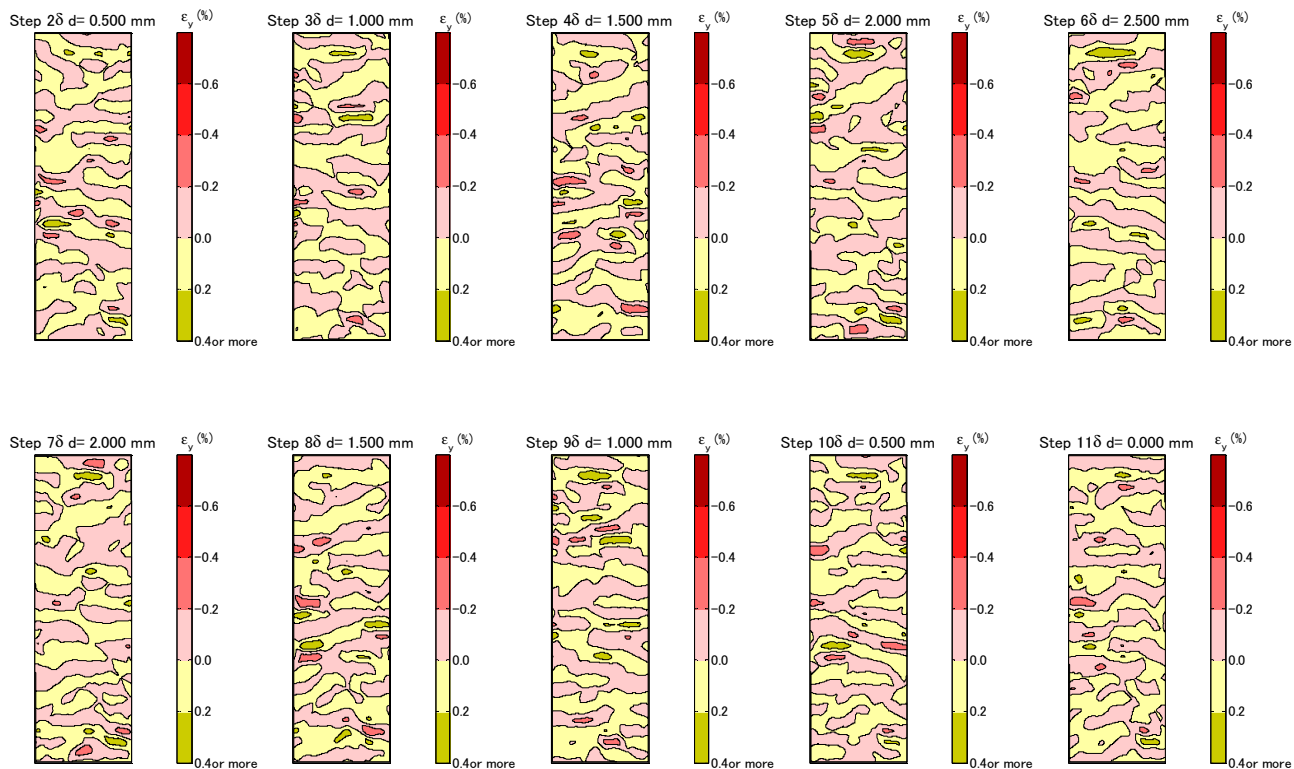 Step 2δ d= 0.500 mm
εy (%)
−0.6
−0.4
−0.2
0.0
0.2
0.4or more
Step 3δ d= 1.000 mm
εy (%)
−0.6
−0.4
−0.2
0.0
0.2
0.4or more
Step 4δ d= 1.500 mm
εy (%)
−0.6
−0.4
−0.2
0.0
0.2
0.4or more
Step 5δ d= 2.000 mm
εy (%)
−0.6
−0.4
−0.2
0.0
0.2
0.4or more
Step 6δ d= 2.500 mm
εy (%)
−0.6
−0.4
−0.2
0.0
0.2
0.4or more
Step 7δ d= 2.000 mm
εy (%)
−0.6
−0.4
−0.2
0.0
0.2
0.4or more
Step 8δ d= 1.500 mm
εy (%)
−0.6
−0.4
−0.2
0.0
0.2
0.4or more
Step 9δ d= 1.000 mm
εy (%)
−0.6
−0.4
−0.2
0.0
0.2
0.4or more
Step 10δ d= 0.500 mm
εy (%)
−0.6
−0.4
−0.2
0.0
0.2
0.4or more
Step 11δ d= 0.000 mm
εy (%)
−0.6
−0.4
−0.2
0.0
0.2
0.4or more